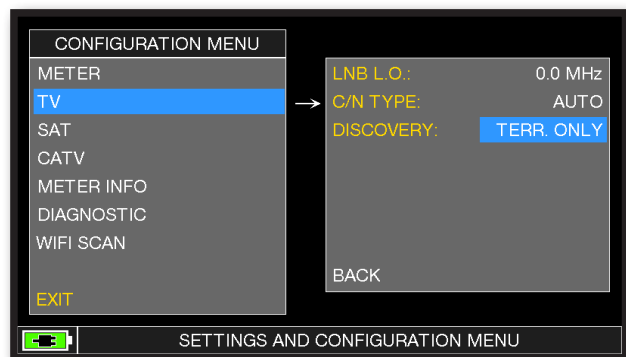 CONFIGURATION MENU
METER
TV
SAT
CATV
METER INFO
DIAGNOSTIC
WIFI SCAN
EXIT
LNB L.O.: 0.0 MHz
C/N TYPE: AUTO
DISCOVERY: TERR. ONLY
BACK
SETTINGS AND CONFIGURATION MENU